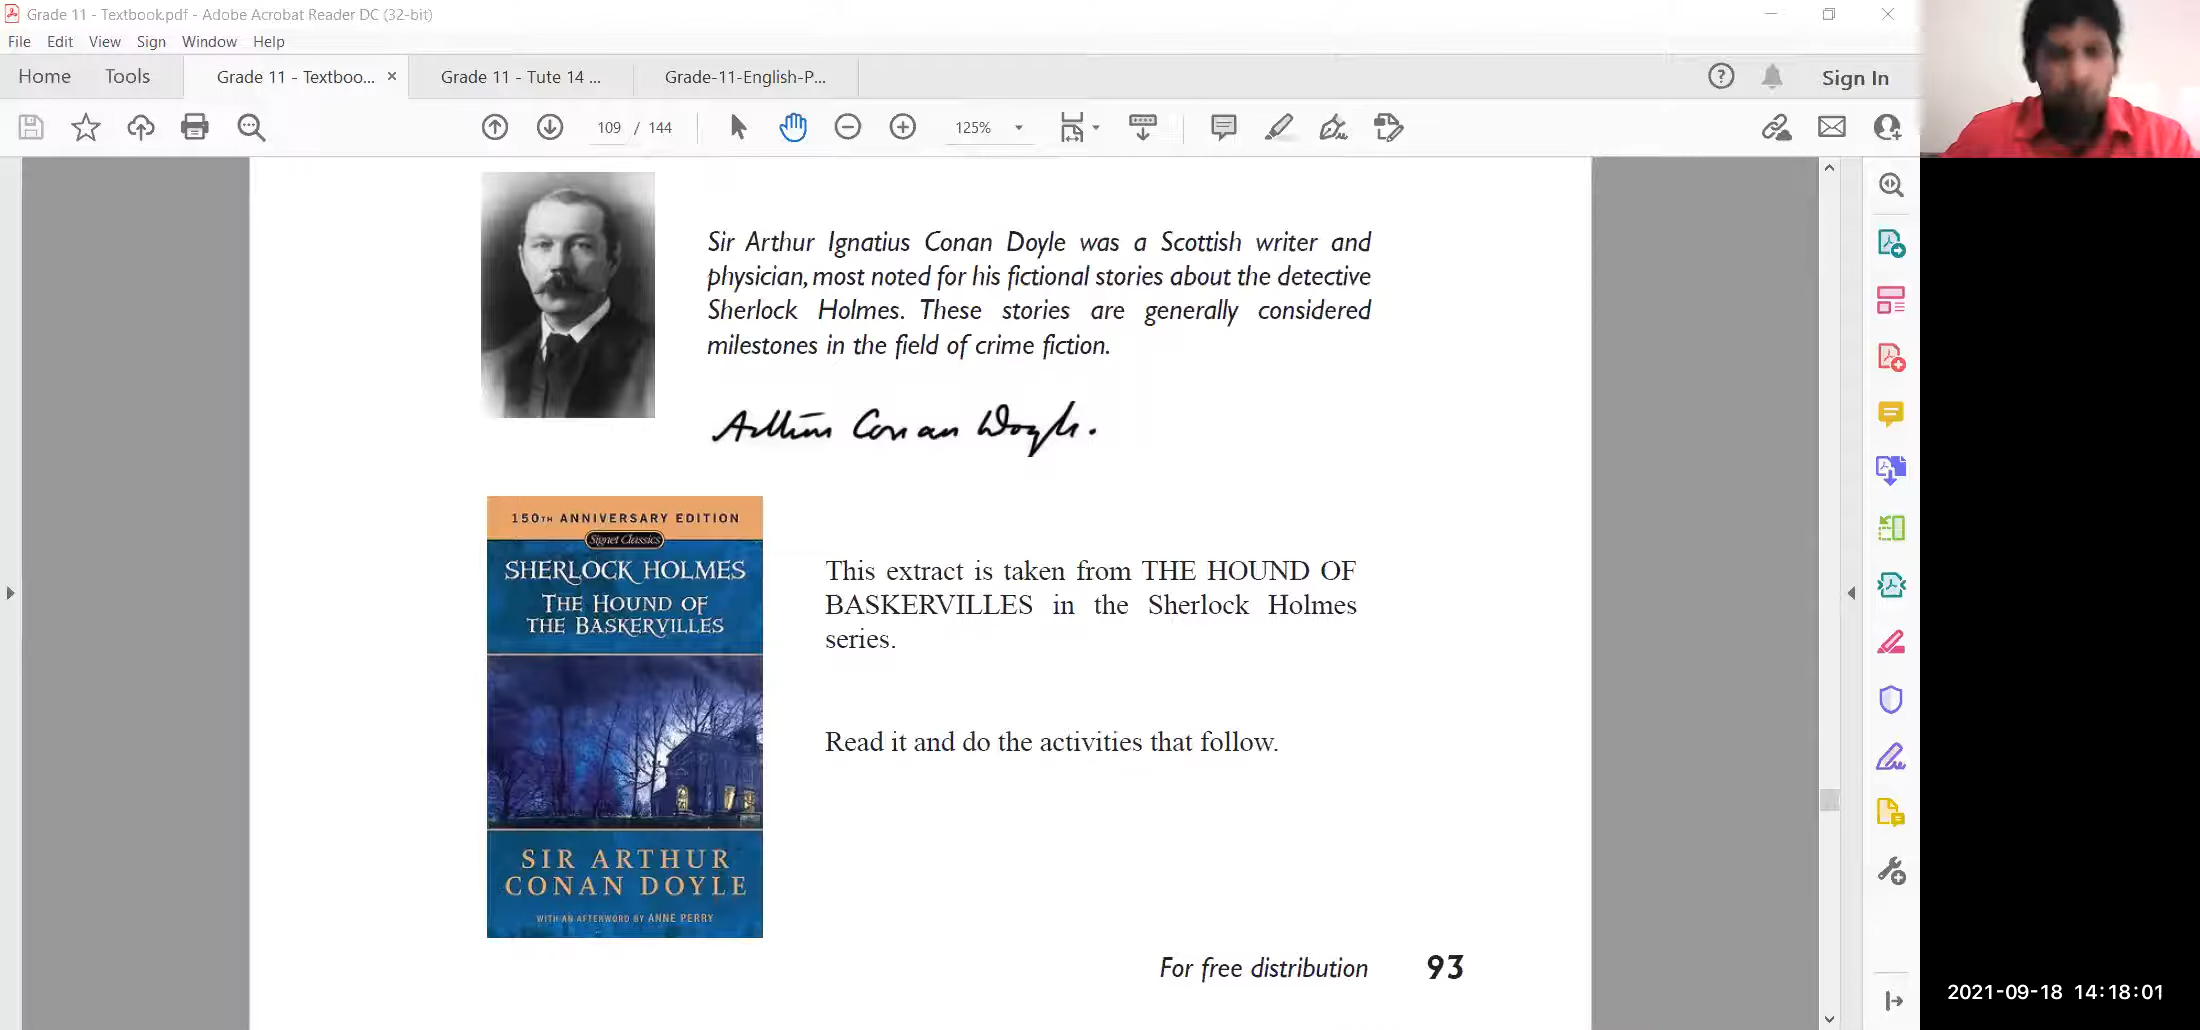 Grade 11 - Textbook.pdf - Adobe Acrobat Reader DC (32-bit)
File Edit View Sign Window Help
Home Tools Grade 11 - Textboo... × Grade 11 - Tute 14 ... Grade-11-English-P... Sign In
109 / 144 125%
Sir Arthur Ignatius Conan Doyle was a Scottish writer and
physician, most noted for his fictional stories about the detective
Sherlock Holmes. These stories are generally considered
milestones in the field of crime fiction.
Arthur Conan Doyle.
150TH ANNIVERSARY EDITION
Signet Classics
SHERLOCK HOLMES
THE HOUND OF
THE BASKERVILLES
SIR ARTHUR
CONAN DOYLE
WITH AN AFTERWORD BY ANNE PERRY
This extract is taken from THE HOUND OF
BASKERVILLES in the Sherlock Holmes
series.
Read it and do the activities that follow.
For free distribution 93
2021-09-18 14:18:01